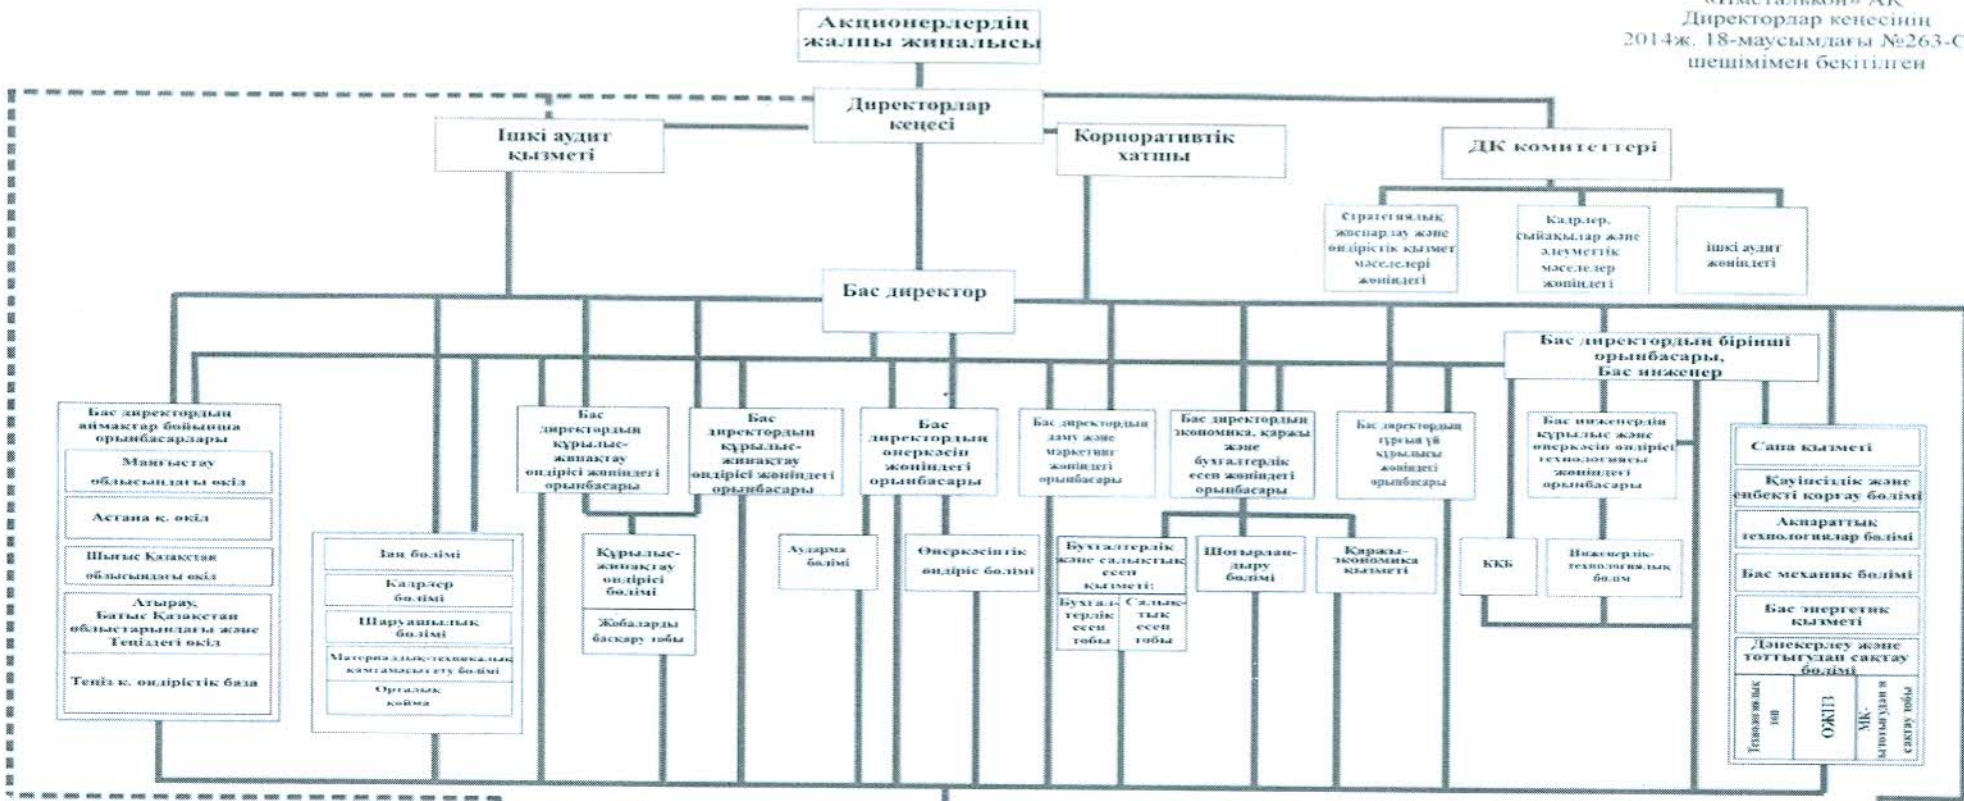 Директорлар кеңесінің
2014ж. 18-маусымдағы №263-С
шешімімен бекітілген
Акционерлердің
жалпы жиналысы
Директорлар
кеңесі
Ішкі аудит
қызметі
Корпоративтік
хатшы
ДК комитеттері
Стратегиялық
жоспарлау және
өндірістік қызмет
мәселелері
жөніндегі
Кадрлер,
сыйақылар және
әлеуметтік
мәселелер
жөніндегі
ішкі аудит
жөніндегі
Бас директор
Бас директордың бірінші
орынбасары,
Бас инженер
Бас директордың
аймақтар бойынша
орынбасарлары
Маңғыстау
облысындағы өкіл
Астана қ. өкіл
Шығыс Қазақстан
облысындағы өкіл
Атырау,
Батыс Қазақстан
облыстарындағы және
Теңіздегі өкіл
Теңіз к. өндірістік база
Заң бөлімі
Кадрлер
бөлімі
Шаруашылық
бөлімі
Материалдық-техникалық
қамтамасыз ету бөлімі
Орталық
қойма
Бас
директордың
құрылыс-
жинақтау
өндірісі жөніндегі
орынбасары
Бас
директордың
құрылыс-
жинақтау
өндірісі жөніндегі
орынбасары
Құрылыс-
жинақтау
өндірісі
бөлімі
Жобаларды
басқару тобы
Бас
директордың
өнеркәсіп
жөніндегі
орынбасары
Аударма
бөлімі
Өнеркәсіптік
өндіріс бөлімі
Бас директордың
даму және
маркетинг
жөніндегі
орынбасары
Бас директордың
экономика, қаржы
және
бухгалтерлік
есеп жөніндегі
орынбасары
Бухгалтерлік
және салықтық
есеп
қызметі:
Бухгал-
терлік
есеп
тобы
Салық-
тық
есеп
тобы
Шоғырлан-
дыру
бөлімі
Қаржы-
экономика
қызметі
Бас директордың
тұрғын үй
құрылысы
жөніндегі
орынбасары
Бас инженердің
құрылыс және
өнеркәсіп өндірісі
технологиясы
жөніндегі
орынбасары
ККБ
Инженерлік-
технологиялық
бөлім
Сапа қызметі
Қауіпсіздік және
еңбекті қорғау бөлімі
Ақпараттық
технологиялар бөлімі
Бас механик бөлімі
Бас энергетик
қызметі
Дәнекерлеу және
тоттығудан сақтау
бөлімі
Технологиялық
топ
ОЖПЗ
МК-
сақтау тобы